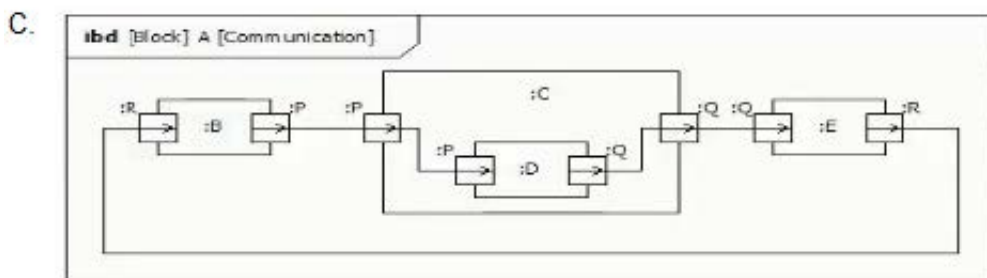 C.
ibd [Block] A [Communication]
:C
:R :P :P :Q :Q :R
:B :E
:P :Q
:D